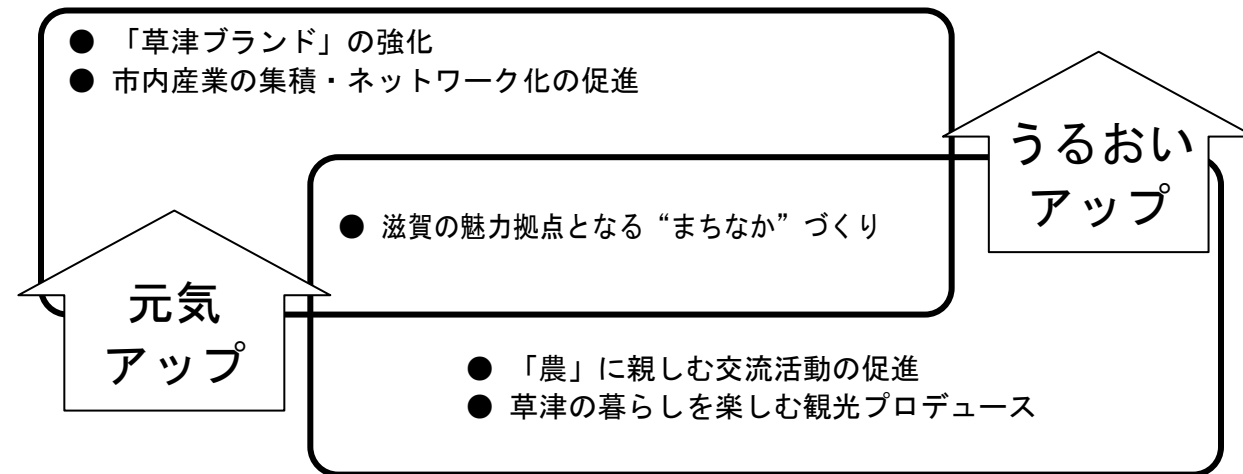 ● 「草津ブランド」の強化
● 市内産業の集積・ネットワーク化の促進
うるおい
アップ
● 滋賀の魅力拠点となる“まちなか”づくり
元気
アップ
● 「農」に親しむ交流活動の促進
● 草津の暮らしを楽しむ観光プロデュース